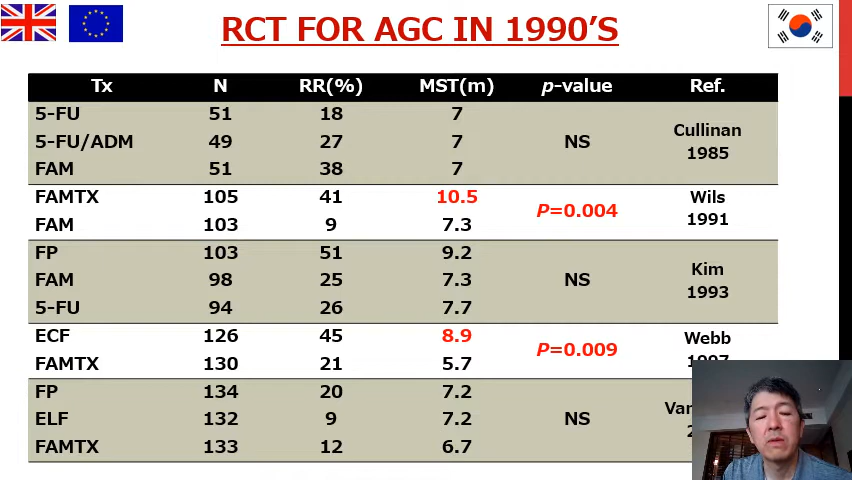 RCT FOR AGC IN 1990’S
Tx N RR(%) MST(m) p-value Ref.
5-FU 51 18 7
5-FU/ADM 49 27 7 NS Cullinan 1985
FAM 51 38 7
FAMTX 105 41 10.5 P=0.004 Wils 1991
FAM 103 9 7.3
FP 103 51 9.2
FAM 98 25 7.3 NS Kim 1993
5-FU 94 26 7.7
ECF 126 45 8.9 P=0.009 Webb
FAMTX 130 21 5.7
FP 134 20 7.2
ELF 132 9 7.2 NS
FAMTX 133 12 6.7